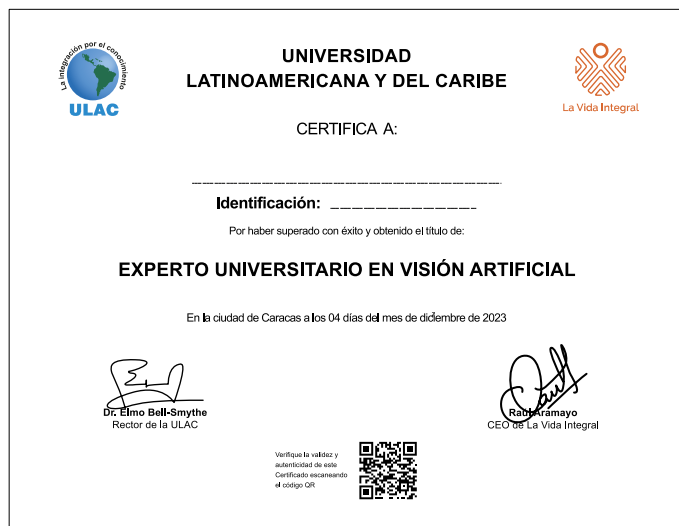 La integración por el conocimiento
ULAC
UNIVERSIDAD
LATINOAMERICANA Y DEL CARIBE
La Vida Integral
CERTIFICA A:
Identificación:
Por haber superado con éxito y obtenido el título de:
EXPERTO UNIVERSITARIO EN VISIÓN ARTIFICIAL
En la ciudad de Caracas a los 04 días del mes de diciembre de 2023
Dr. Elmo Bell-Smythe
Rector de la ULAC
Raúl Aramayo
CEO de La Vida Integral
Verifique la validez y
autenticidad de este
Certificado escaneando
el código QR